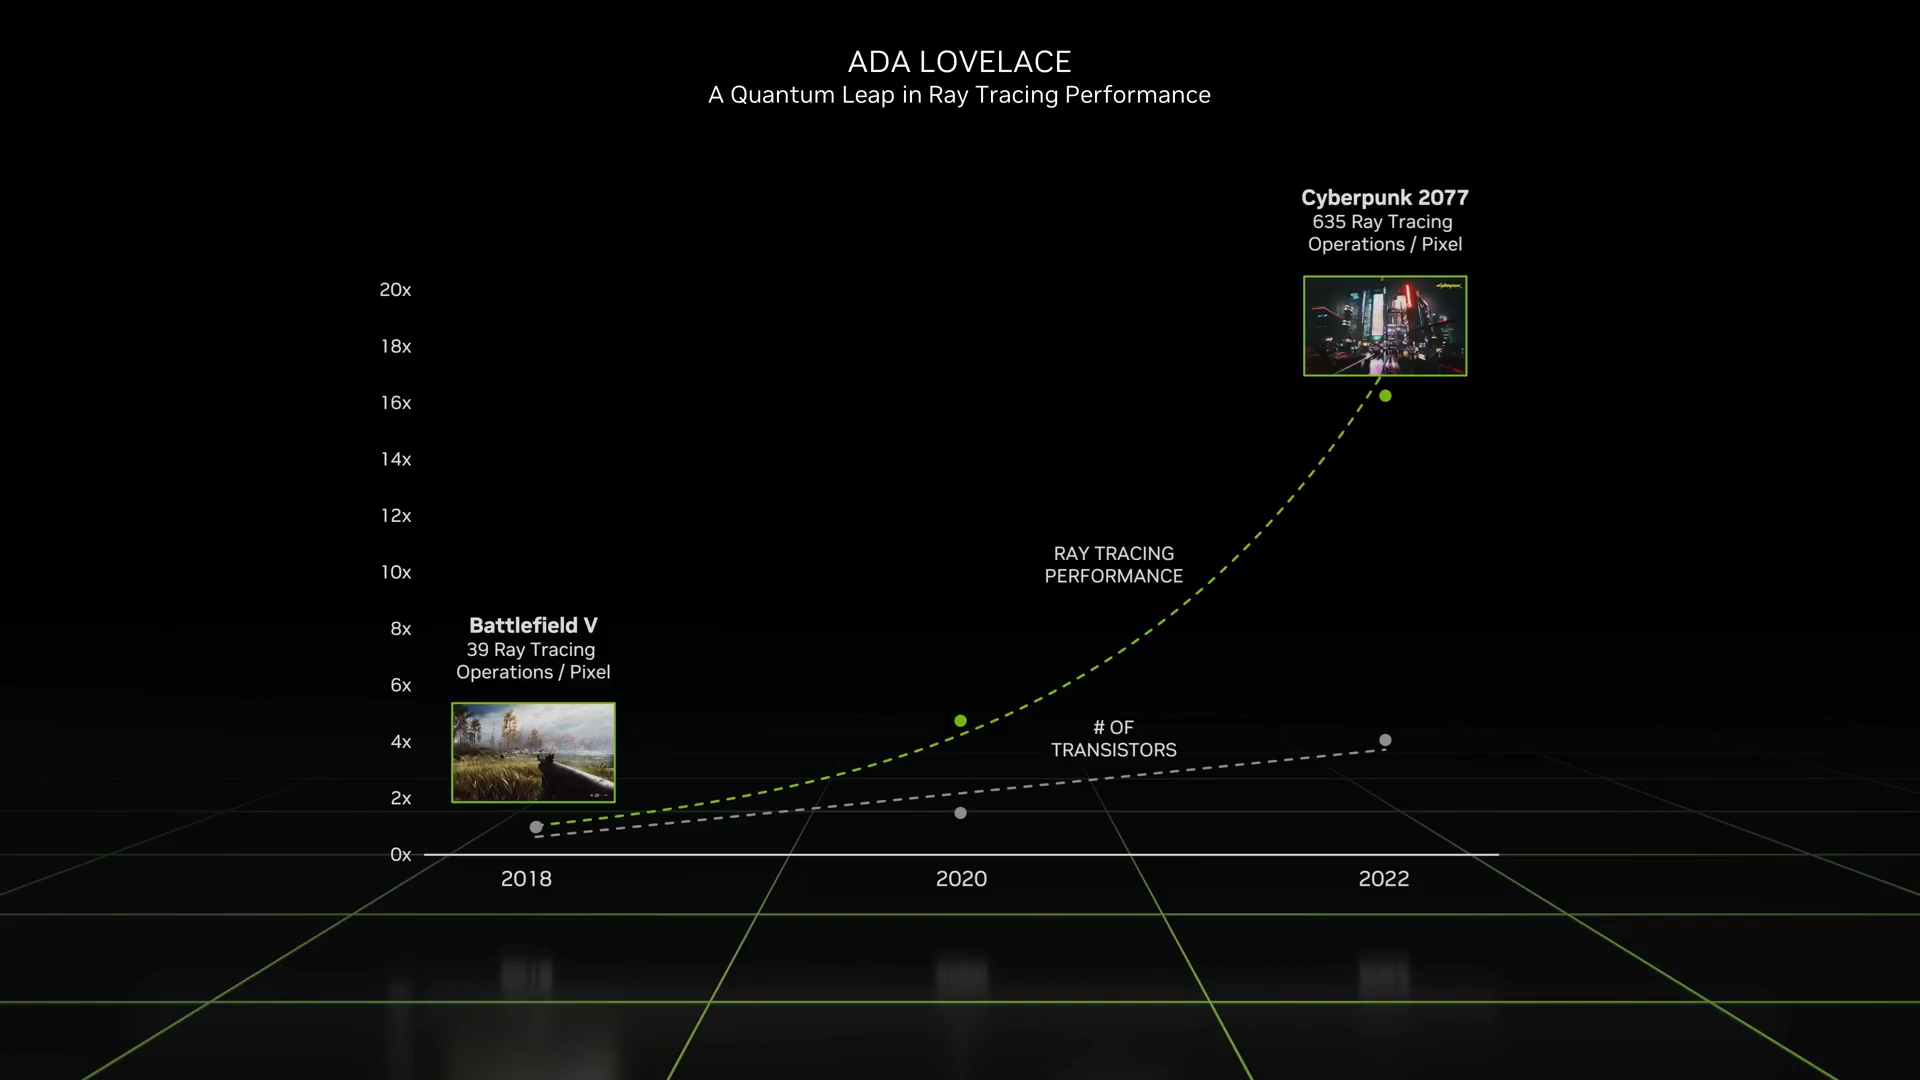 ADA LOVELACE
A Quantum Leap in Ray Tracing Performance
Cyberpunk 2077
635 Ray Tracing
Operations / Pixel
20x
18x
16x
14x
12x
10x
8x
6x
4x
2x
0x
RAY TRACING
PERFORMANCE
Battlefield V
39 Ray Tracing
Operations / Pixel
# OF
TRANSISTORS
2018
2020
2022